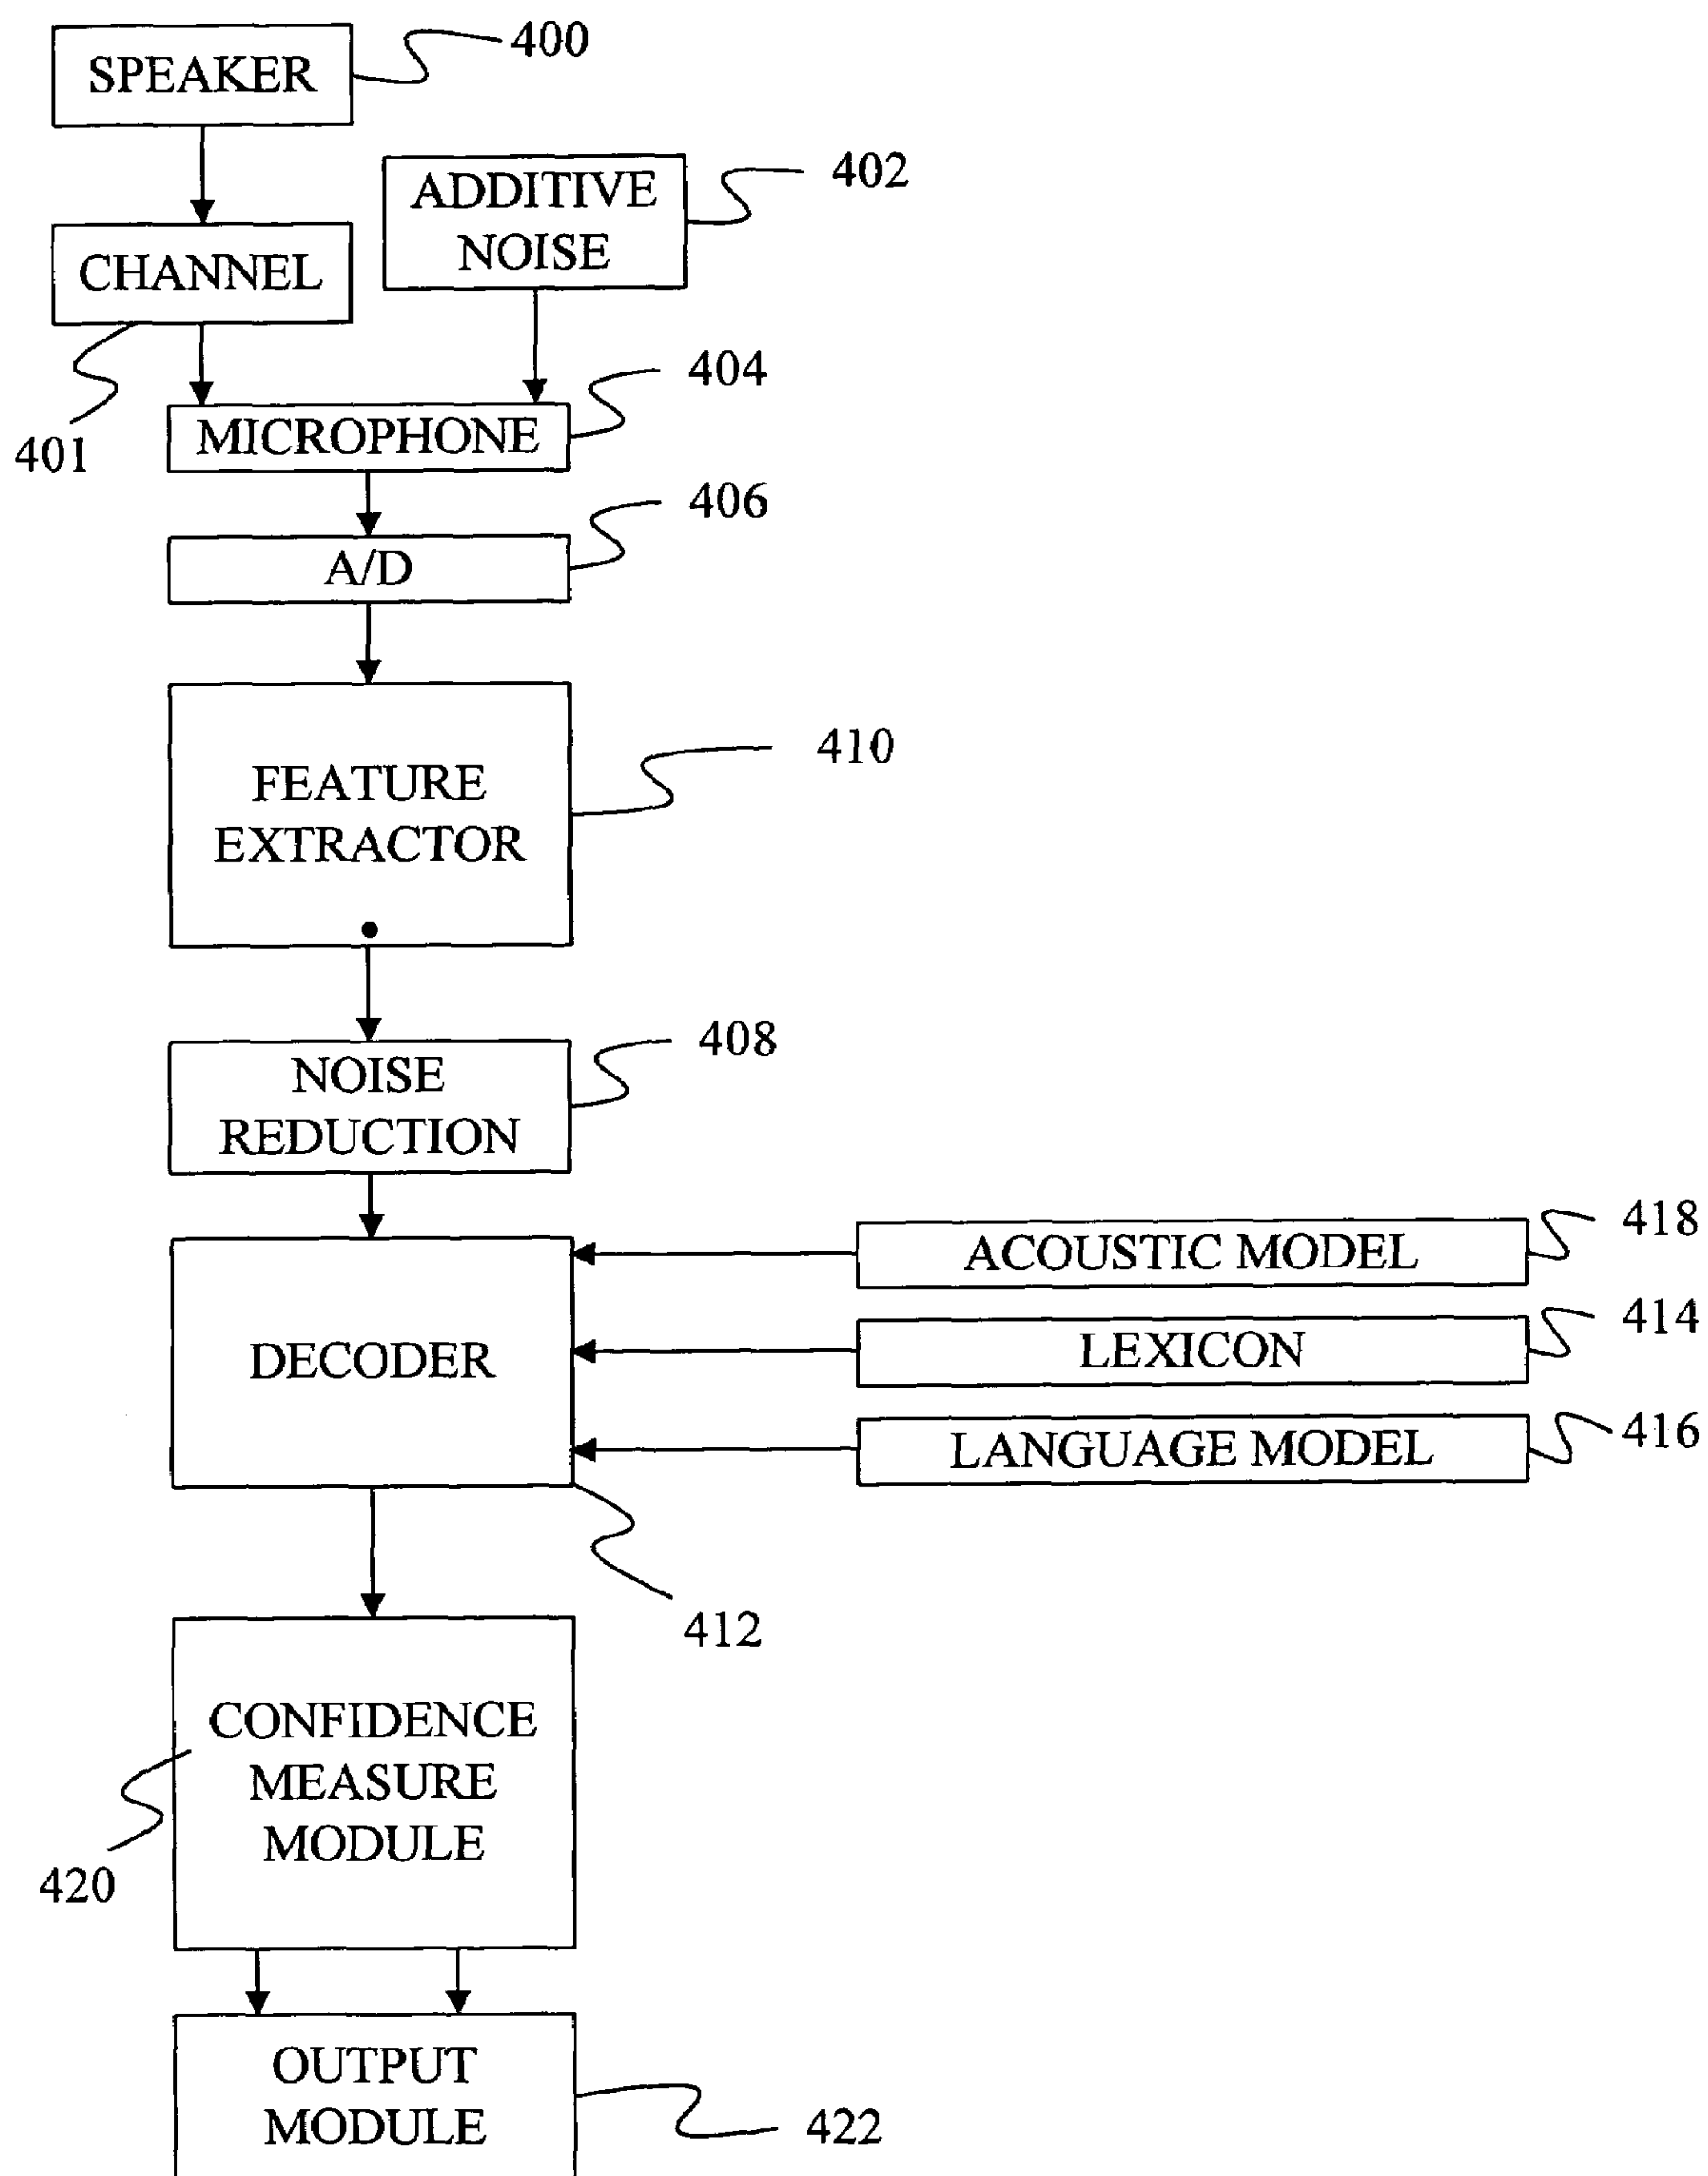 SPEAKER
400
ADDITIVE
NOISE
402
CHANNEL
401
MICROPHONE
404
A/D
406
FEATURE
EXTRACTOR
410
NOISE
REDUCTION
408
DECODER
412
ACOUSTIC MODEL
418
LEXICON
414
LANGUAGE MODEL
416
CONFIDENCE
MEASURE
MODULE
420
OUTPUT
MODULE
422